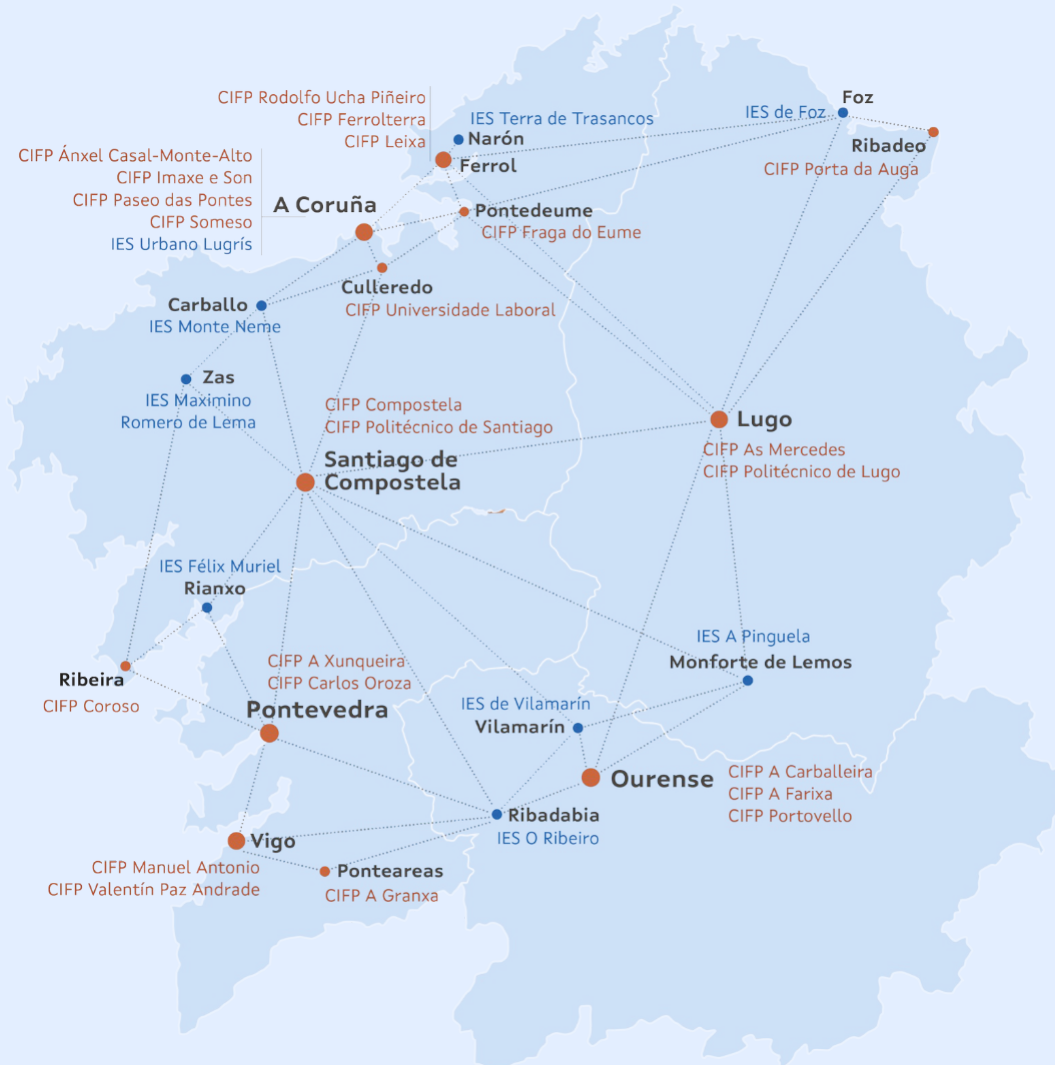 CIFP Rodolfo Ucha Piñeiro
CIFP Ferrolterra
CIFP Leixa
IES Terra de Trasancos
Narón
Ferrol
IES de Foz
Foz
Ribadeo
CIFP Porta da Auga
CIFP Ánxel Casal-Monte-Alto
CIFP Imaxe e Son
CIFP Paseo das Pontes
CIFP Someso
IES Urbano Lugrís
A Coruña
Pontedeume
CIFP Fraga do Eume
Culleredo
CIFP Universidade Laboral
Carballo
IES Monte Neme
Zas
IES Maximino
Romero de Lema
CIFP Compostela
CIFP Politécnico de Santiago
Santiago de
Compostela
Lugo
CIFP As Mercedes
CIFP Politécnico de Lugo
IES Félix Muriel
Rianxo
Ribeira
CIFP Coroso
CIFP A Xunqueira
CIFP Carlos Oroza
Pontevedra
IES A Pinguela
Monforte de Lemos
IES de Vilamarín
Vilamarín
Ourense
CIFP A Carballeira
CIFP A Farixa
CIFP Portovello
Ribadabia
IES O Ribeiro
Vigo
CIFP Manuel Antonio
CIFP Valentín Paz Andrade
Ponteareas
CIFP A Granxa